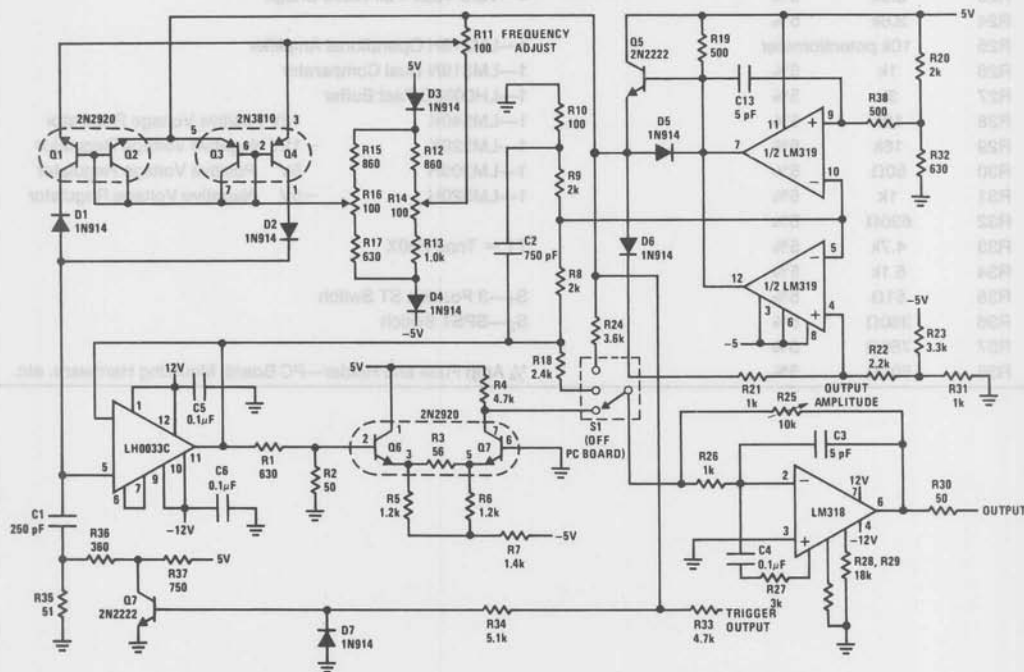 R11
100
FREQUENCY
ADJUST
5V
D3
1N914
R15
860
R12
860
R16
100
R14
100
R17
630
R13
1.0k
D4
1N914
-5V
2N2920
Q1
Q2
2N3810
5
3
Q3
6
2
Q4
7
1
D1
1N914
D2
1N914
C2
750 pF
R10
100
R9
2k
R8
2k
R18
2.4k
R24
3.6k
Q5
2N2222
R19
500
5V
C13
5 pF
R38
500
R20
2k
R32
630
D5
1N914
7
11
9
10
1/2 LM319
D6
1N914
12
5
4
1/2 LM319
3
6
8
-5
-5V
R23
3.3k
R22
2.2k
R31
1k
R21
1k
OUTPUT
AMPLITUDE
R25
10k
S1
(OFF
PC BOARD)
12V
C5
0.1μF
1
12
LH0033C
11
10
9
5
6
7
C6
0.1μF
-12V
R1
630
R2
50
5V
R4
4.7k
2N2920
2
1
Q6
3
R3
56
5
Q7
7
6
R5
1.2k
R6
1.2k
R7
1.4k
-5V
C1
250 pF
R36
360
R37
750
5V
R35
51
Q7
2N2222
D7
1N914
R34
5.1k
R33
4.7k
TRIGGER
OUTPUT
R26
1k
C3
5 pF
2
12V
7
LM318
6
3
4
-12V
R30
50
OUTPUT
C4
0.1μF
R27
3k
R28, R29
18k